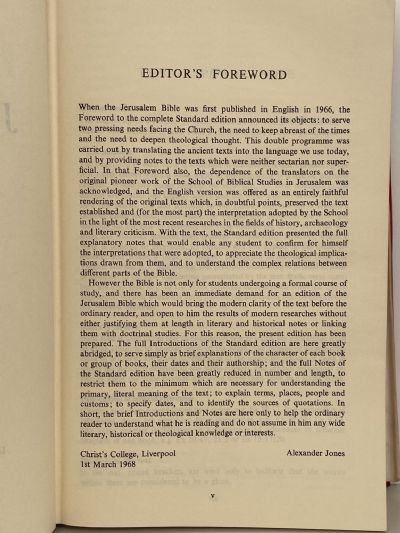 EDITOR'S FOREWORD
When the Jerusalem Bible was first published in English in 1966, the
Foreword to the complete Standard edition announced its objects: to serve
two pressing needs facing the Church, the need to keep abreast of the times
and the need to deepen theological thought. This double programme was
carried out by translating the ancient texts into the language we use today,
and by providing notes to the texts which were neither sectarian nor super-
ficial. In that Foreword also, the dependence of the translators on the
original pioneer work of the School of Biblical Studies in Jerusalem was
acknowledged, and the English version was offered as an entirely faithful
rendering of the original texts which, in doubtful points, preserved the text
established and (for the most part) the interpretation adopted by the School
in the light of the most recent researches in the fields of history, archaeology
and literary criticism. With the text, the Standard edition presented the full
explanatory notes that would enable any student to confirm for himself
the interpretations that were adopted, to appreciate the theological implica-
tions drawn from them, and to understand the complex relations between
different parts of the Bible.
However the Bible is not only for students undergoing a formal course of
study, and there has been an immediate demand for an edition of the
Jerusalem Bible which would bring the modern clarity of the text before the
ordinary reader, and open to him the results of modern researches without
either justifying them at length in literary and historical notes or linking
them with doctrinal studies. For this reason, the present edition has been
prepared. The full Introductions of the Standard edition are here greatly
abridged, to serve simply as brief explanations of the character of each book
or group of books, their dates and their authorship; and the full Notes of
the Standard edition have been greatly reduced in number and length, to
restrict them to the minimum which are necessary for understanding the
primary, literal meaning of the text; to explain terms, places, people and
customs; to specify dates, and to identify the sources of quotations. In
short, the brief Introductions and Notes are here only to help the ordinary
reader to understand what he is reading and do not assume in him any wide
literary, historical or theological knowledge or interests.
Christ's College, Liverpool Alexander Jones
1st March 1968
v